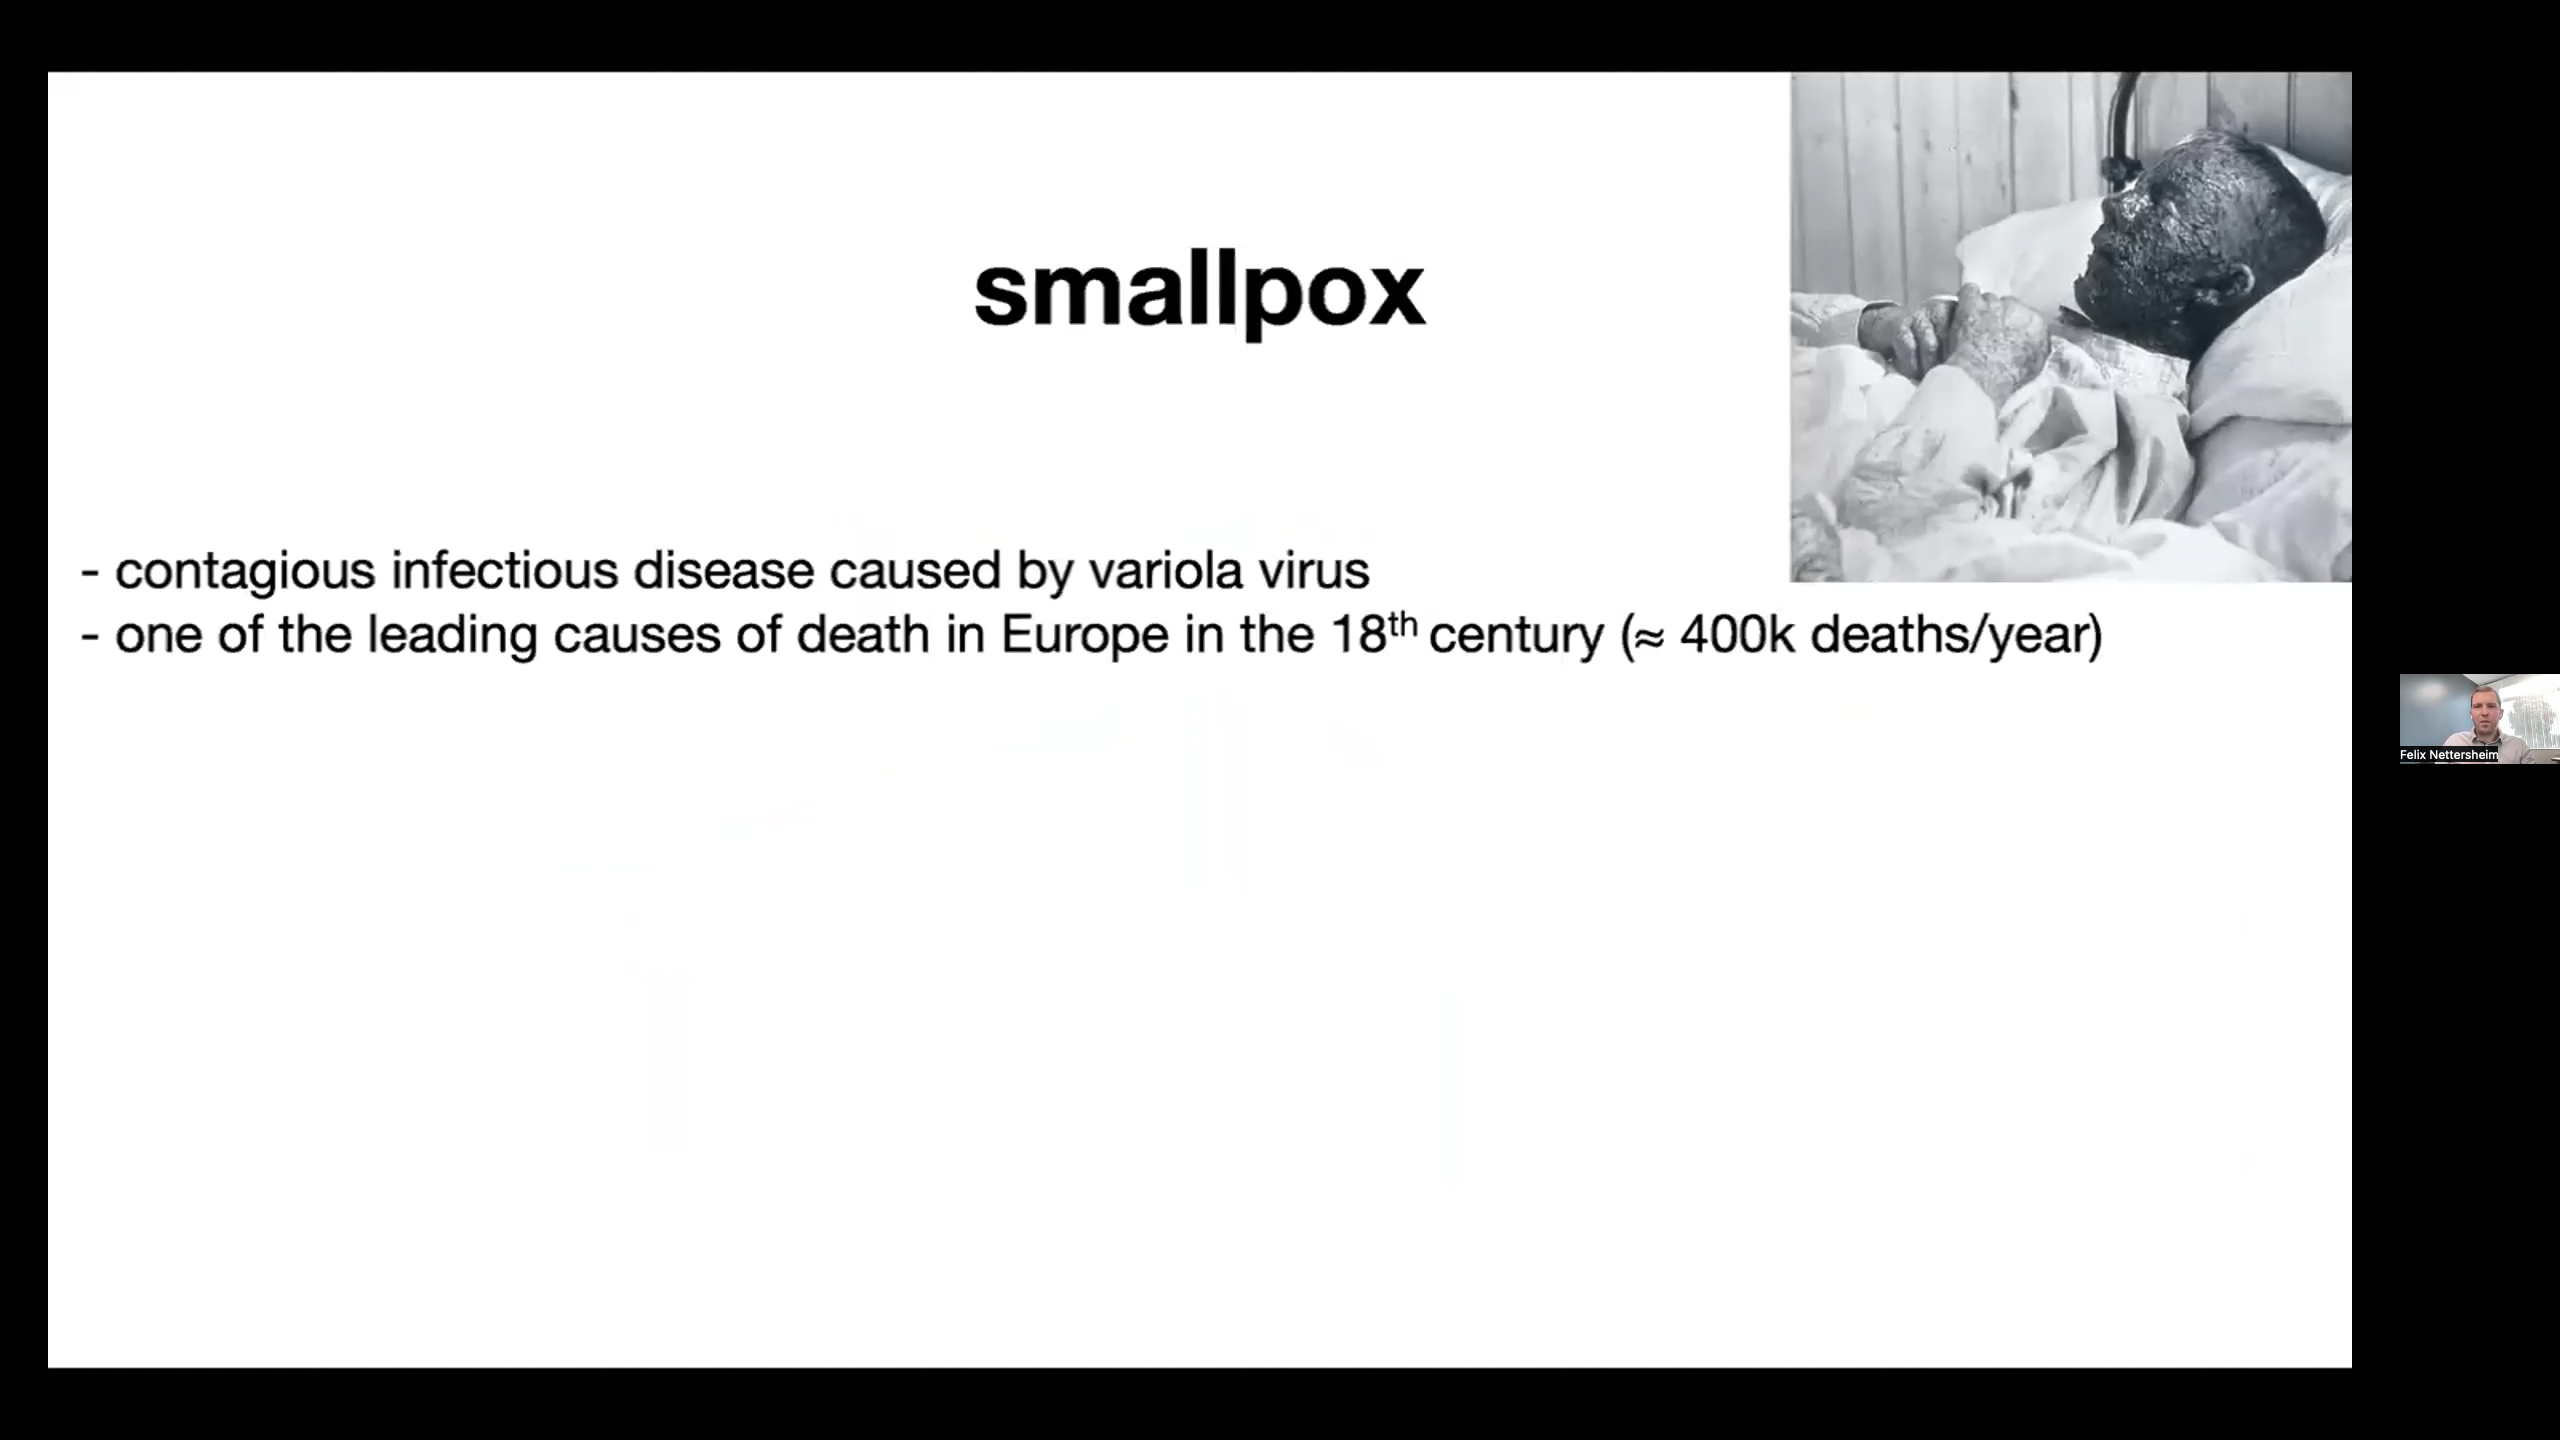 smallpox
- contagious infectious disease caused by variola virus
- one of the leading causes of death in Europe in the 18th century (≈ 400k deaths/year)
Felix Nettersheim